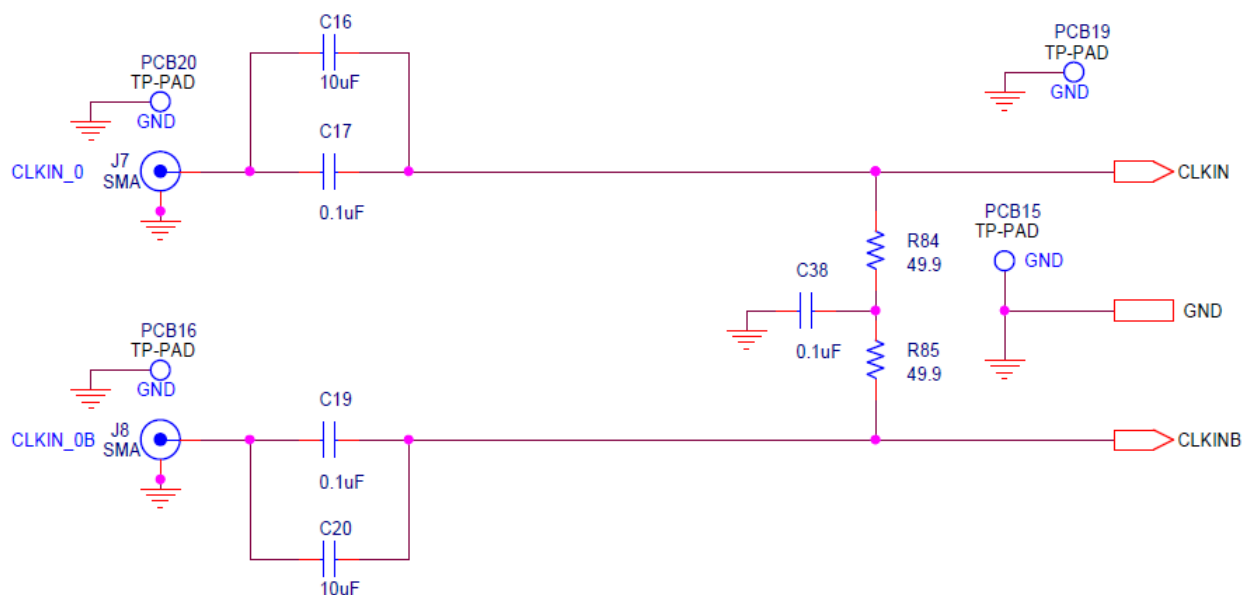 C16
10uF
PCB20
TP-PAD
GND
PCB19
TP-PAD
GND
C17
0.1uF
CLKIN_0
J7
SMA
CLKIN
PCB15
TP-PAD
GND
R84
49.9
C38
0.1uF
GND
R85
49.9
PCB16
TP-PAD
GND
C19
0.1uF
CLKIN_0B
J8
SMA
CLKINB
C20
10uF